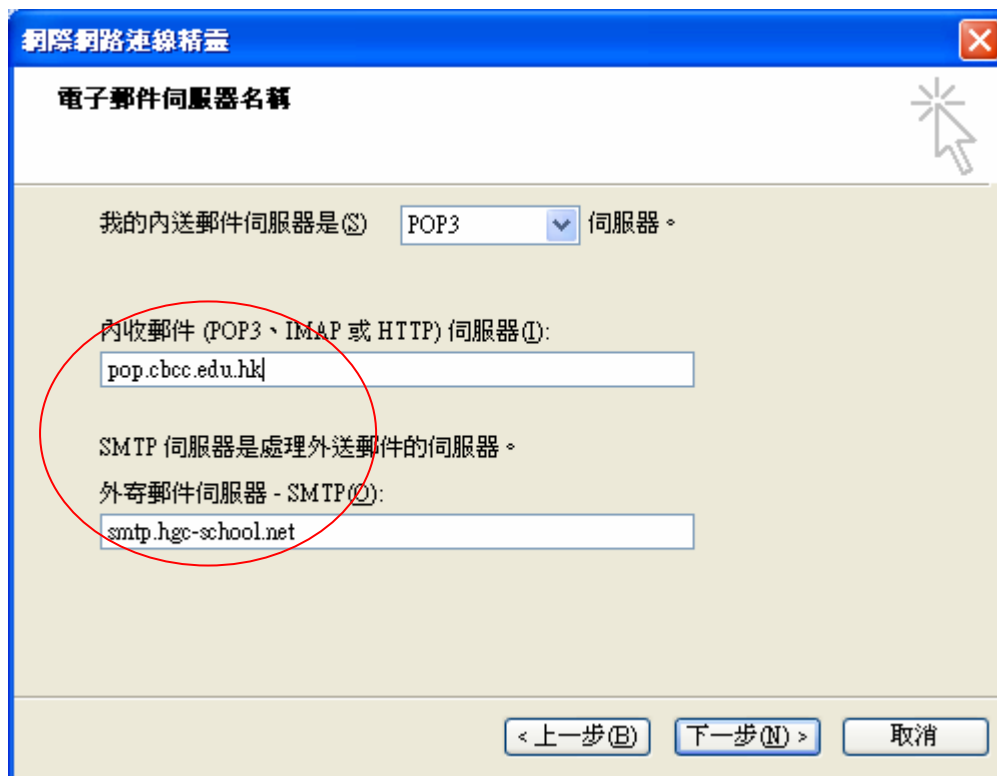 網際網路連線精靈
電子郵件伺服器名稱
我的內送郵件伺服器是(S) POP3 伺服器。
內收郵件 (POP3、IMAP 或 HTTP) 伺服器(I):
pop.cbcc.edu.hk
SMTP 伺服器是處理外送郵件的伺服器。
外寄郵件伺服器 - SMTP(O):
smtp.hgc-school.net
< 上一步(B) 下一步(N) > 取消